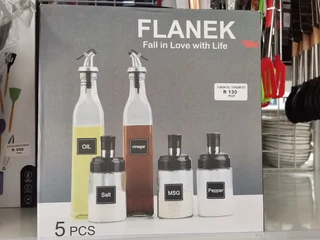 FLANEK
Fall in Love with Life
R 130
OIL
vinegar
Salt
MSG
Pepper
5 PCS